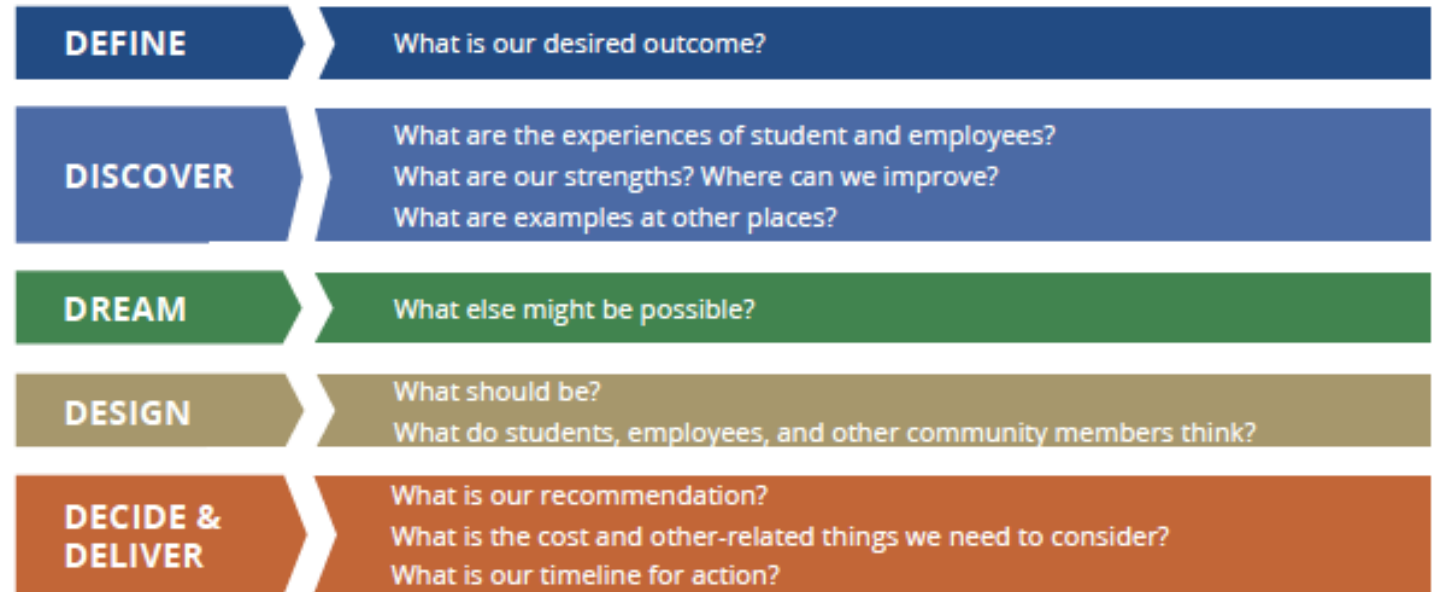 DEFINE
What is our desired outcome?
DISCOVER
What are the experiences of student and employees?
What are our strengths? Where can we improve?
What are examples at other places?
DREAM
What else might be possible?
DESIGN
What should be?
What do students, employees, and other community members think?
DECIDE &
DELIVER
What is our recommendation?
What is the cost and other-related things we need to consider?
What is our timeline for action?